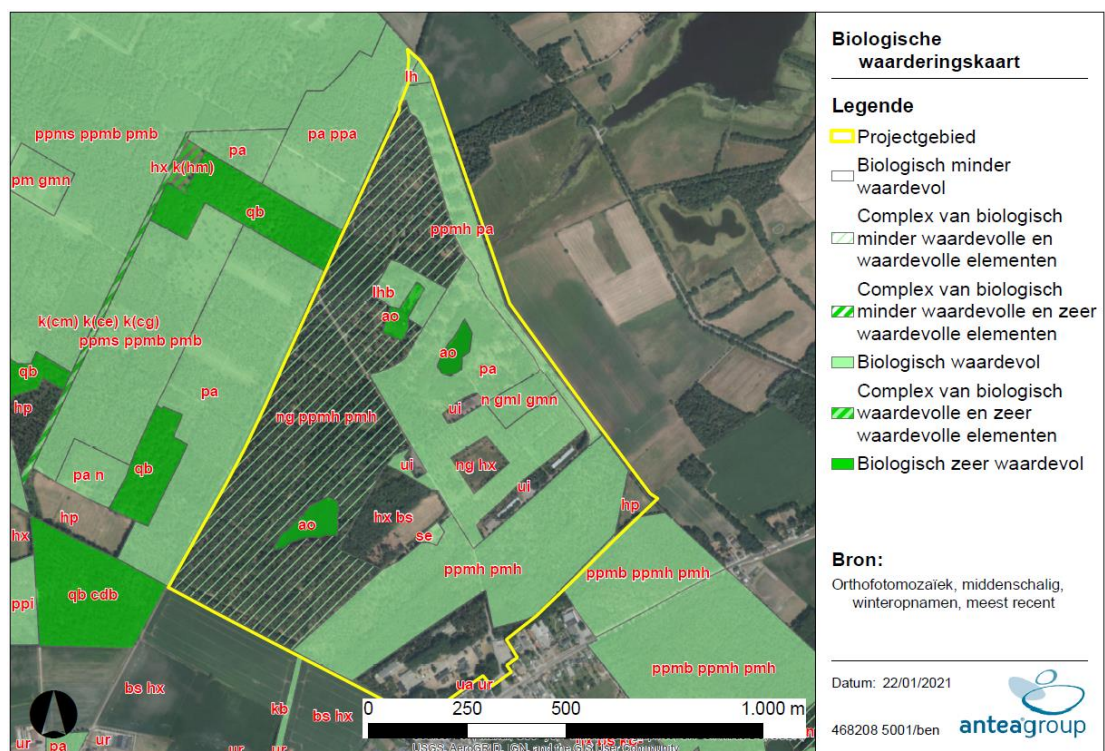 Biologische
waarderingskaart
Legende
Projectgebied
Biologisch minder
waardevol
Complex van biologisch
minder waardevolle en
waardevolle elementen
Complex van biologisch
minder waardevolle en zeer
waardevolle elementen
Biologisch waardevol
Complex van biologisch
waardevolle en zeer
waardevolle elementen
Biologisch zeer waardevol
Bron:
Orthofotomozaïek, middenschalig,
winteropnamen, meest recent
Datum: 22/01/2021
468208 5001/ben
anteagroup
lh
ppms ppmb pmb
pa
pa ppa
hx k(hm)
pm gmn
qb
ppmh pa
lhb
ao
k(cm) k(ce) k(cg)
ppms ppmb pmb
ao
qb
pa
pa
n gml gmn
hp
ui
ng ppmh pmh
pa n
qb
ui
ng hx
ui
hp
hp
hx
ao
hx bs
se
ppmh pmh
ppmb ppmh pmh
ppi
qb cdb
ppmb ppmh pmh
bs hx
ua ur
kb
bs hx
0 250 500 1.000 m
ur
pa
ur
ur
ur